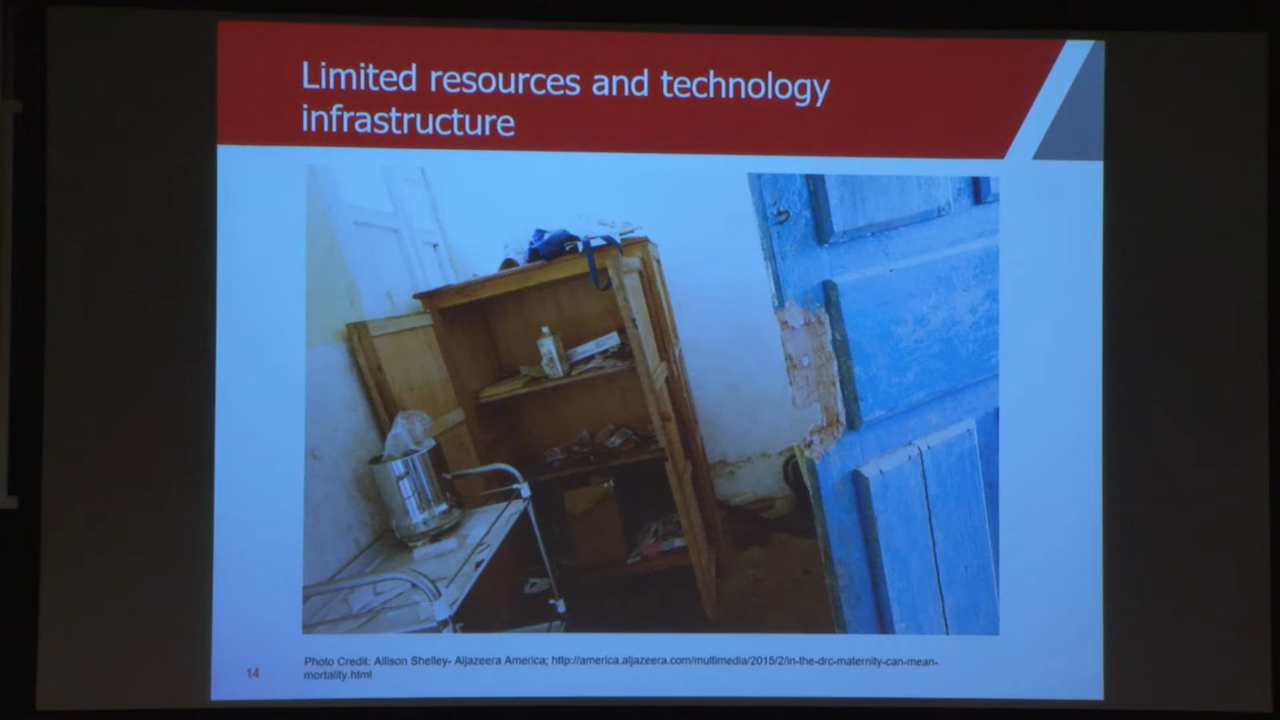 Limited resources and technology
infrastructure
Photo Credit: Allison Shelley- Aljazeera America; http://america.aljazeera.com/multimedia/2015/2/in-the-drc-maternity-can-mean-
mortality.html
14